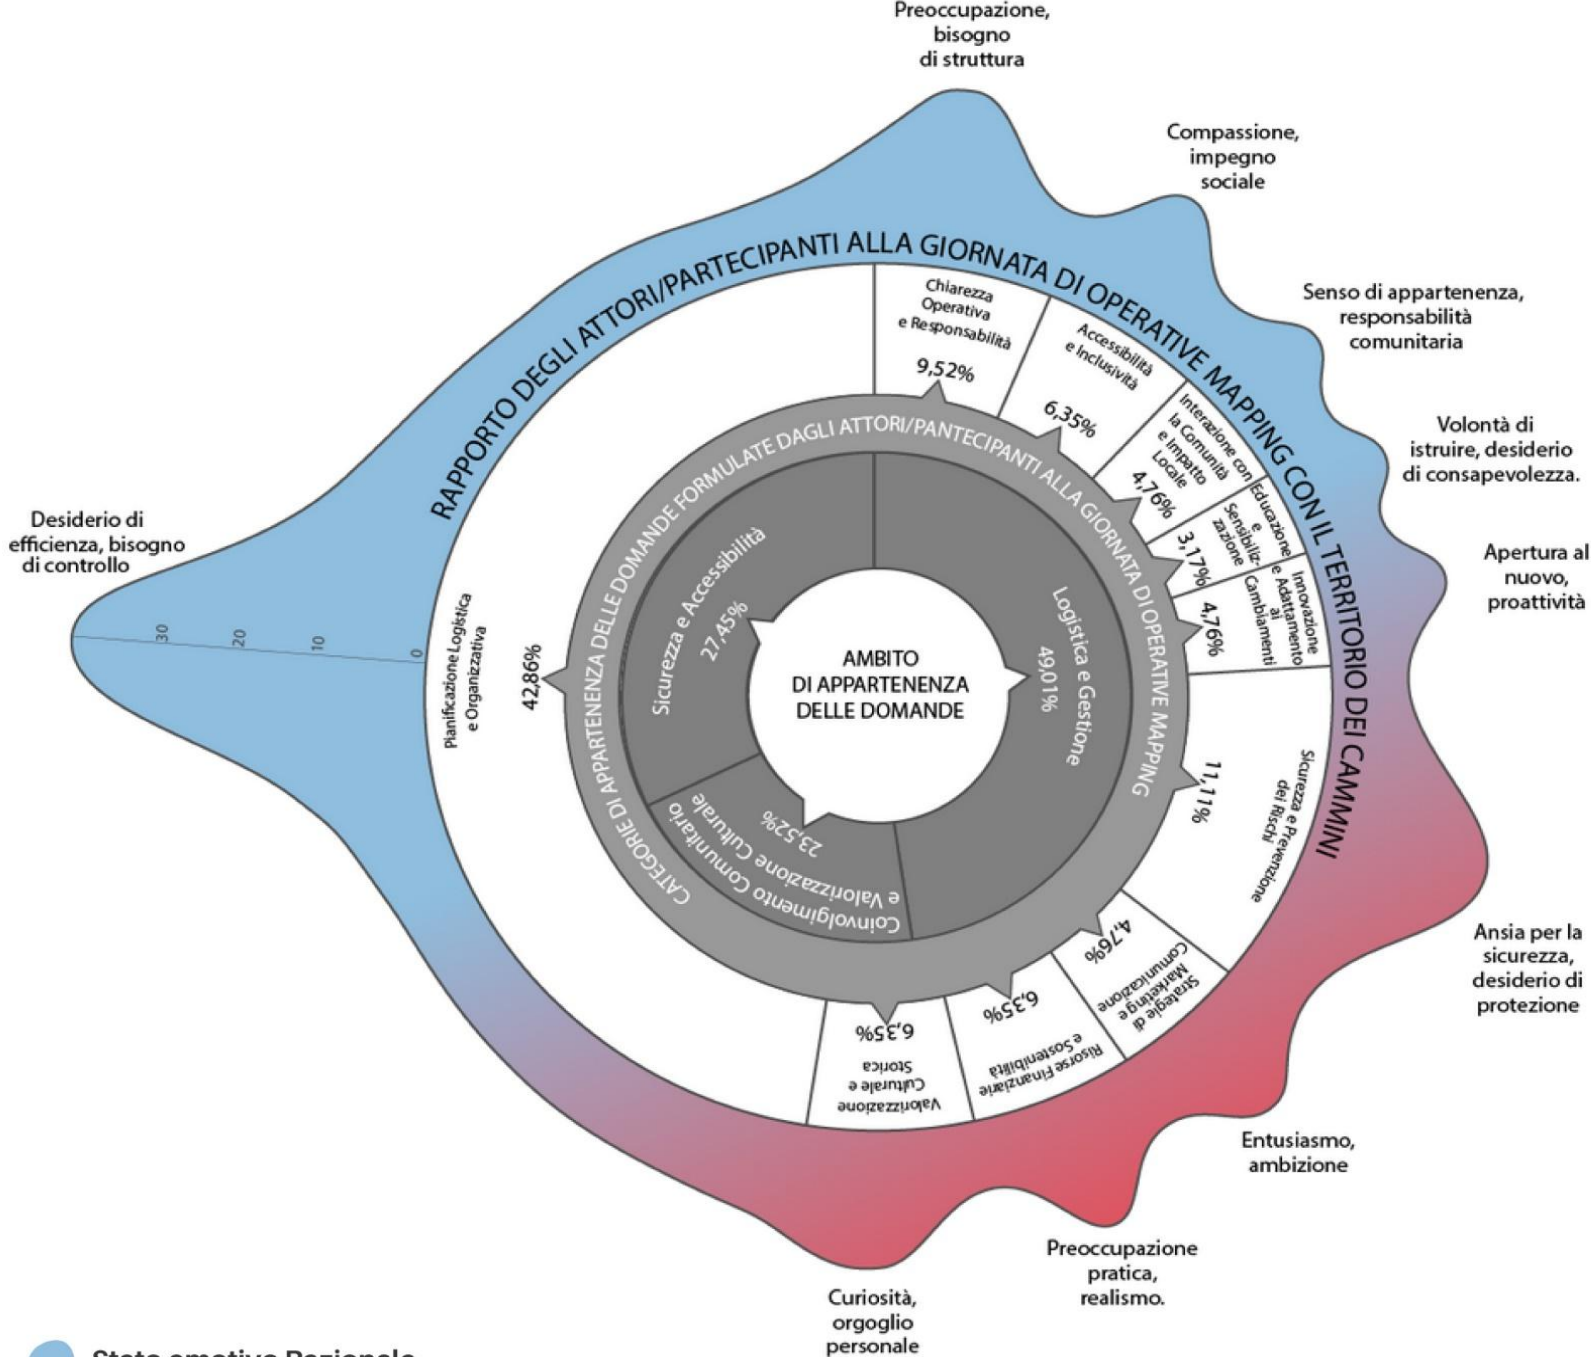 Preoccupazione,
bisogno
di struttura
Compassione,
impegno
sociale
Senso di appartenenza,
responsabilità
comunitaria
Volontà di
istruire, desiderio
di consapevolezza.
Apertura al
nuovo,
proattività
Ansia per la
sicurezza,
desiderio di
protezione
Entusiasmo,
ambizione
Preoccupazione
pratica,
realismo.
Curiosità,
orgoglio
personale
Desiderio di
efficienza, bisogno
di controllo
30
20
10
0
RAPPORTO DEGLI ATTORI/PARTECIPANTI ALLA GIORNATA DI OPERATIVE MAPPING CON IL TERRITORIO DEI CAMMINI
Chiarezza
Operativa
e Responsabilità
9,52%
Accessibilità
e Inclusività
6,35%
Interazione con
la Comunità
e Impatto
Locale
4,76%
Educazione
e
Sensibiliz-
zazione
3,17%
Innovazione
e Adattamento
ai
Cambiamenti
4,76%
Sicurezza e Prevenzione
dei Rischi
11,11%
Strategie di
Marketing e
Comunicazione
4,76%
Risorse Finanziarie
e Sostenibilità
6,35%
Valorizzazione
Culturale e
Storica
6,35%
Pianificazione Logistica
e Organizzativa
42,86%
CATEGORIE DI APPARTENENZA DELLE DOMANDE FORMULATE DAGLI ATTORI/PANTECIPANTI ALLA GIORNATA DI OPERATIVE MAPPING
Sicurezza e Accessibilità
27,45%
Logistica e Gestione
49,01%
Coinvolgimento Comunitario
e Valorizzazione Culturale
23,52%
AMBITO
DI APPARTENENZA
DELLE DOMANDE
Stato emotivo Razionale